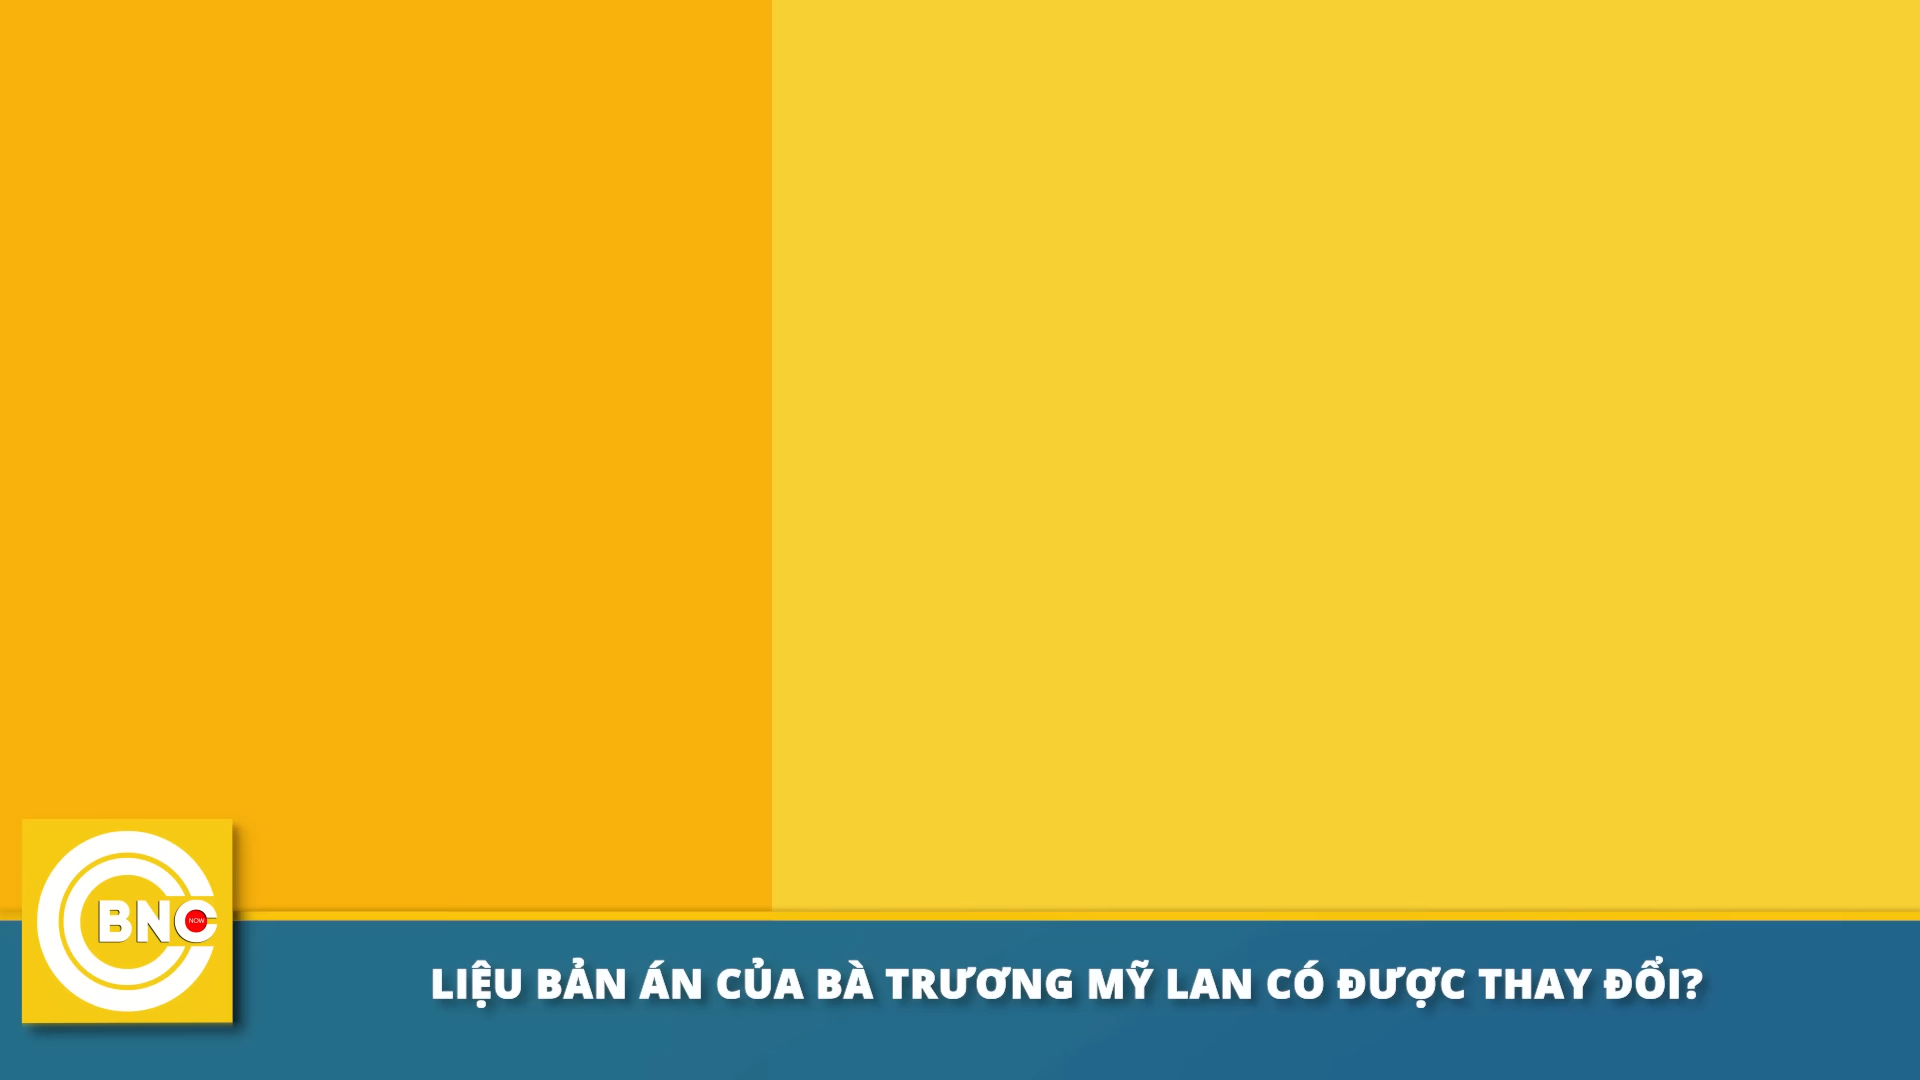 BNC
NOW
LIỆU BẢN ÁN CỦA BÀ TRƯƠNG MỸ LAN CÓ ĐƯỢC THAY ĐỔI?